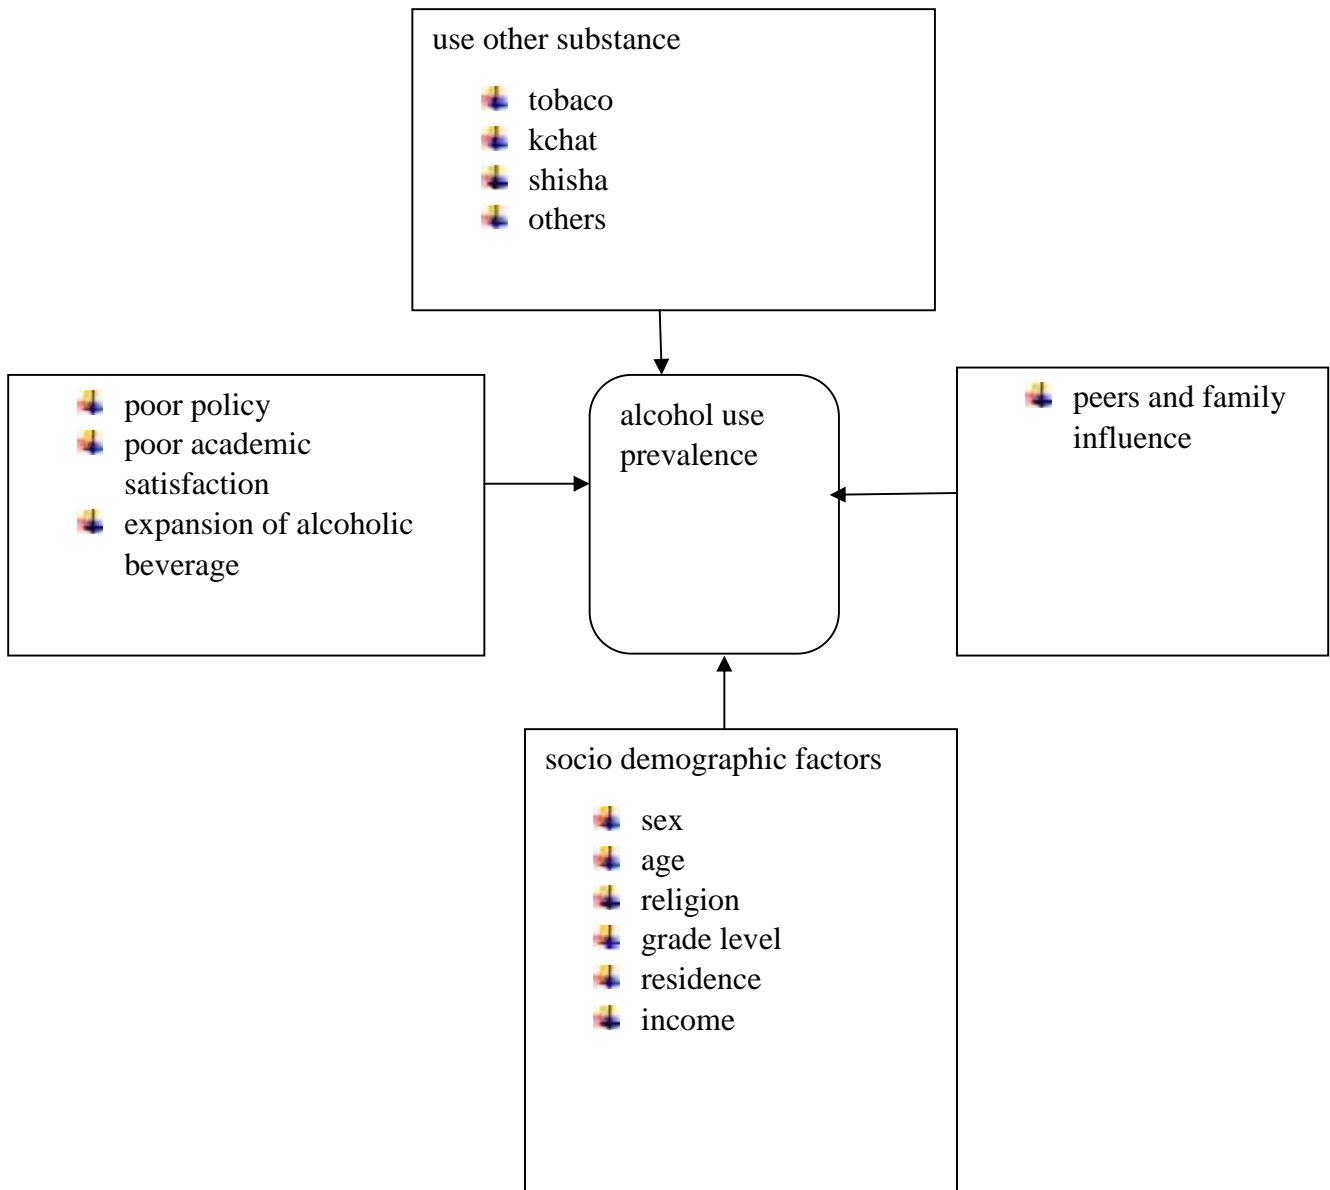 use other substance
tobaco
kchat
shisha
others
poor policy
poor academic
satisfaction
expansion of alcoholic
beverage
alcohol use
prevalence
peers and family
influence
socio demographic factors
sex
age
religion
grade level
residence
income